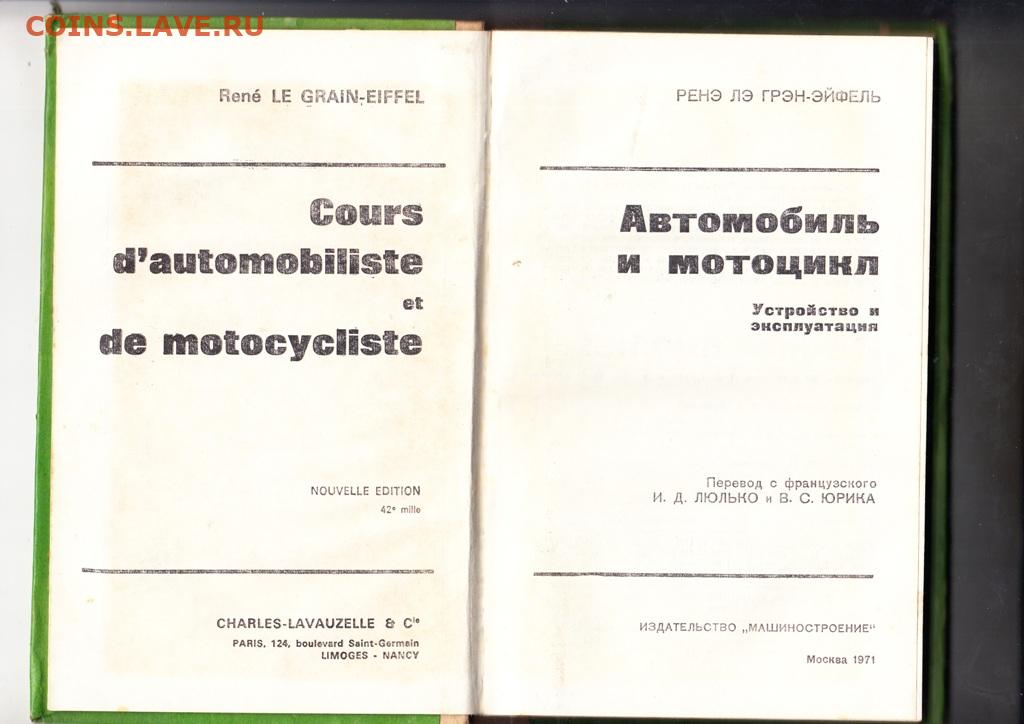 COINS.LAVE.RU
René LE GRAIN-EIFFEL
Cours
d'automobiliste
et
de motocycliste
NOUVELLE EDITION
42e mille
CHARLES-LAVAUZELLE & Cie
PARIS, 124, boulevard Saint-Germain
LIMOGES - NANCY
РЕНЭ ЛЭ ГРЭН-ЭЙФЕЛЬ
Автомобиль
и мотоцикл
Устройство и
эксплуатация
Перевод с французского
И. Д. ЛЮЛЬКО и В. С. ЮРИКА
ИЗДАТЕЛЬСТВО „МАШИНОСТРОЕНИЕ"
Москва 1971